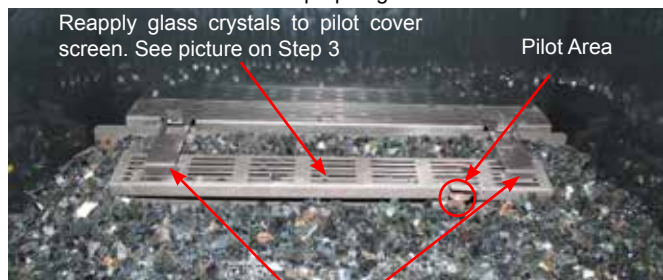 Reapply glass crystals to pilot cover
screen. See picture on Step 3
Pilot Area